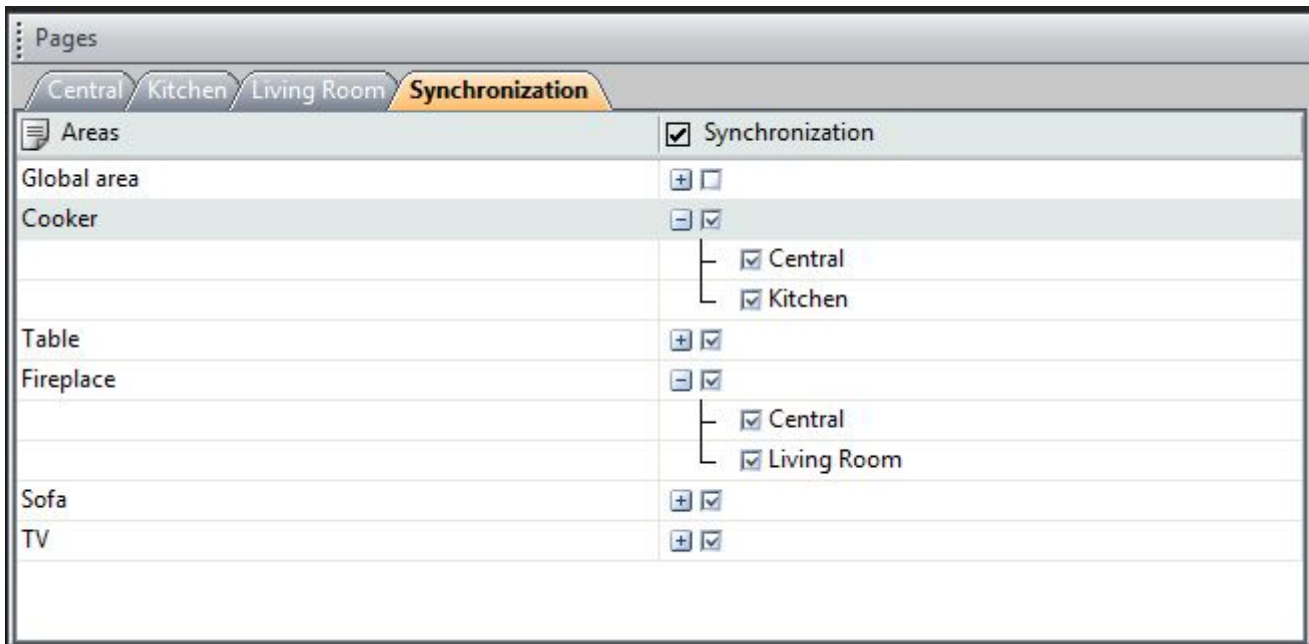 Pages
Central Kitchen Living Room Synchronization
Areas Synchronization
Global area
Cooker
Central
Kitchen
Table
Fireplace
Central
Living Room
Sofa
TV